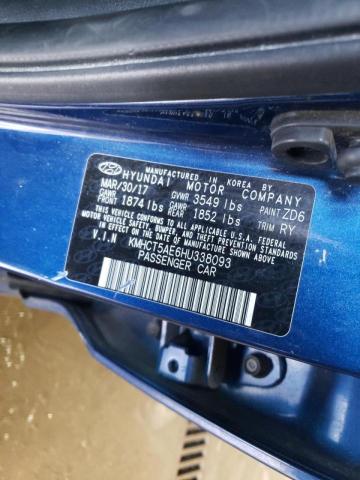 MANUFACTURED IN KOREA BY
HYUNDAI MOTOR COMPANY
MAR/30/17 GVWR 3549 lbs PAINT ZD6
GAWR FRONT 1874 lbs GAWR REAR 1852 lbs TRIM RY
THIS VEHICLE CONFORMS TO ALL APPLICABLE U.S. FEDERAL
MOTOR VEHICLE SAFETY, BUMPER, AND THEFT PREVENTION
STANDARDS IN EFFECT ON THE DATE OF
MANUFACTURE SHOWN ABOVE.
V.I.N KMHCT5AE6HU338093
PASSENGER CAR